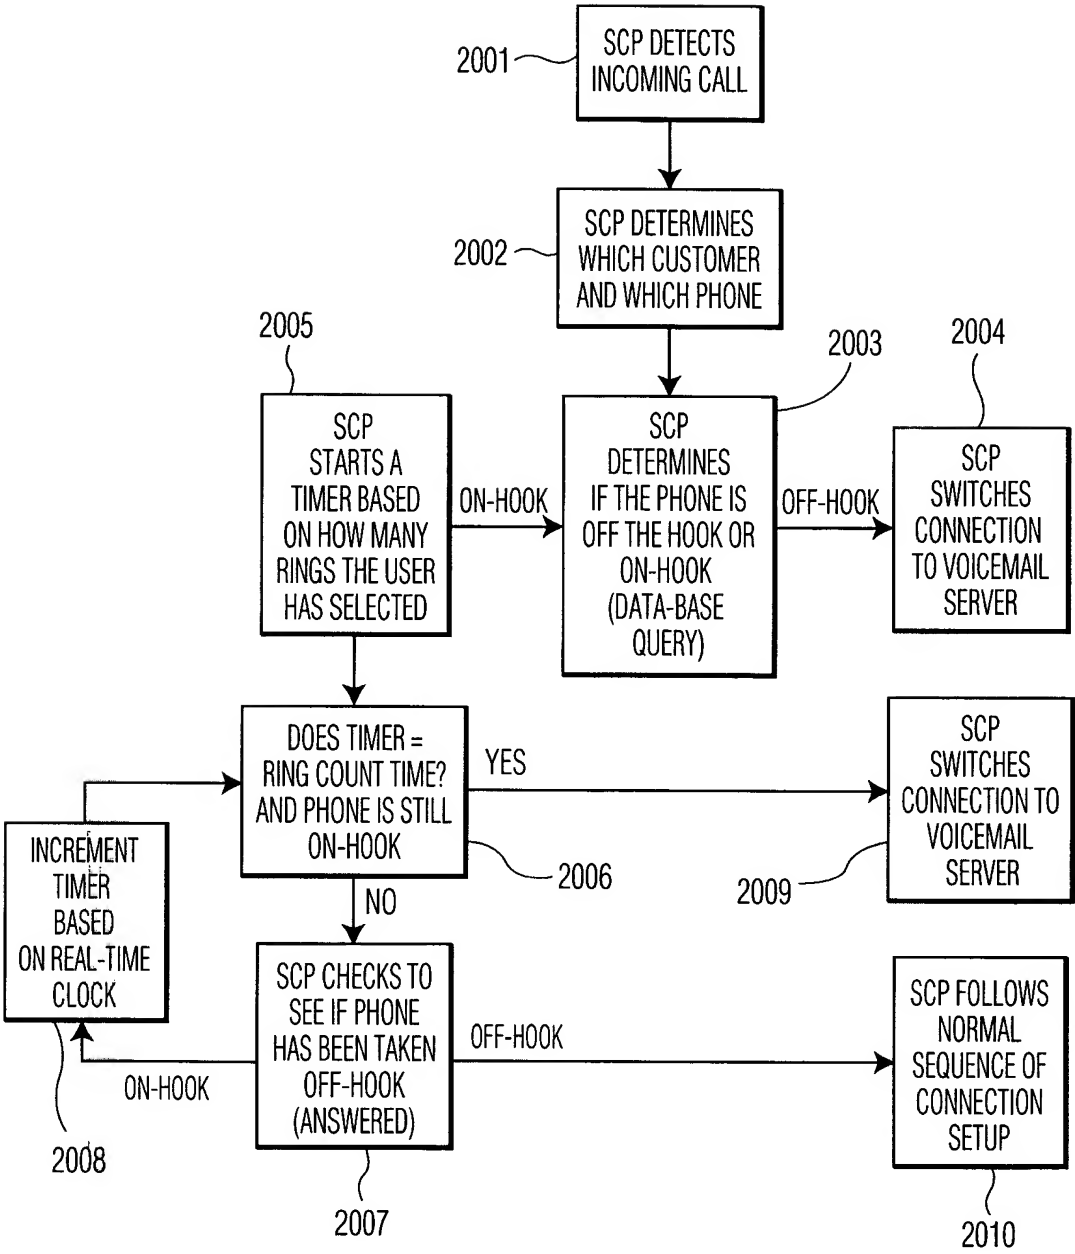 2001
SCP DETECTS
INCOMING CALL
2002
SCP DETERMINES
WHICH CUSTOMER
AND WHICH PHONE
2005
SCP
STARTS A
TIMER BASED
ON HOW MANY
RINGS THE USER
HAS SELECTED
ON-HOOK
2003
SCP
DETERMINES
IF THE PHONE IS
OFF THE HOOK OR
ON-HOOK
(DATA-BASE
QUERY)
OFF-HOOK
2004
SCP
SWITCHES
CONNECTION
TO VOICEMAIL
SERVER
DOES TIMER =
RING COUNT TIME?
AND PHONE IS STILL
ON-HOOK
2006
YES
SCP
SWITCHES
CONNECTION TO
VOICEMAIL
SERVER
2009
NO
INCREMENT
TIMER
BASED
ON REAL-TIME
CLOCK
2008
ON-HOOK
SCP CHECKS TO
SEE IF PHONE
HAS BEEN TAKEN
OFF-HOOK
(ANSWERED)
2007
OFF-HOOK
SCP FOLLOWS
NORMAL
SEQUENCE OF
CONNECTION
SETUP
2010